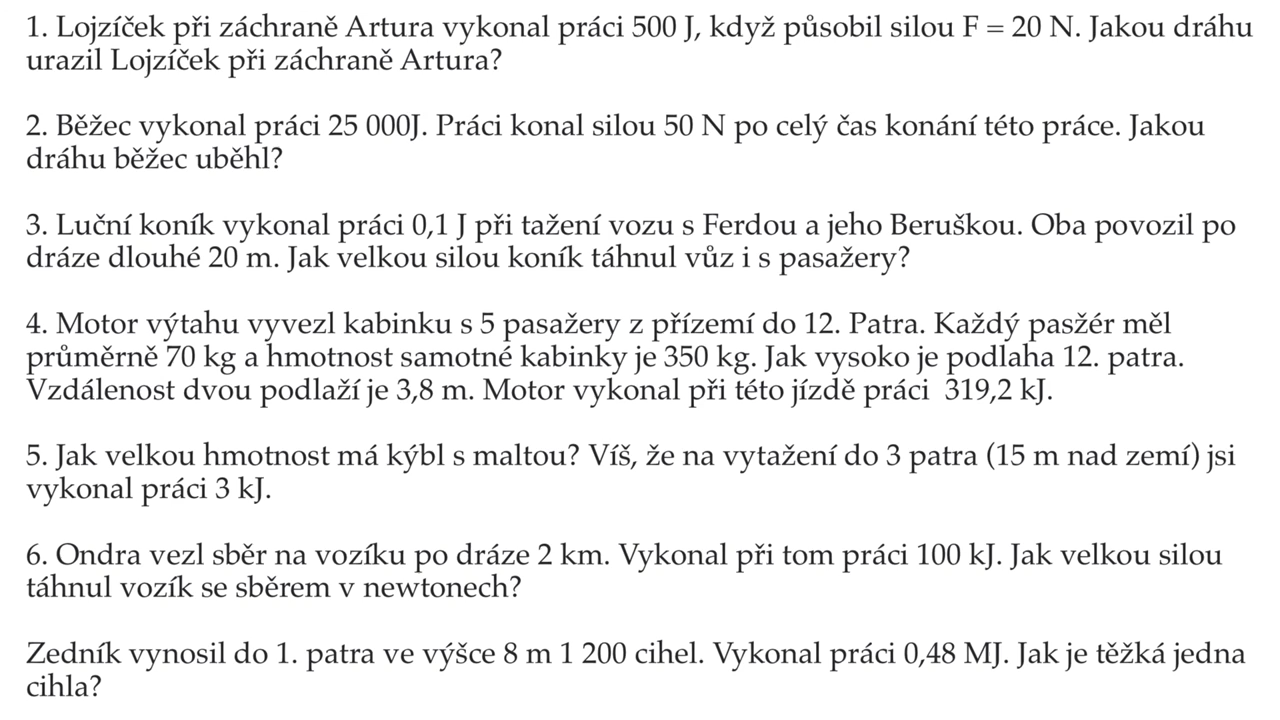 1. Lojzíček při záchraně Artura vykonal práci 500 J, když působil silou F = 20 N. Jakou dráhu
urazil Lojzíček při záchraně Artura?
2. Běžec vykonal práci 25 000J. Práci konal silou 50 N po celý čas konání této práce. Jakou
dráhu běžec uběhl?
3. Luční koník vykonal práci 0,1 J při tažení vozu s Ferdou a jeho Beruškou. Oba povozil po
dráze dlouhé 20 m. Jak velkou silou koník táhnul vůz i s pasažery?
4. Motor výtahu vyvezl kabinku s 5 pasažery z přízemí do 12. Patra. Každý pasžér měl
průměrně 70 kg a hmotnost samotné kabinky je 350 kg. Jak vysoko je podlaha 12. patra.
Vzdálenost dvou podlaží je 3,8 m. Motor vykonal při této jízdě práci  319,2 kJ.
5. Jak velkou hmotnost má kýbl s maltou? Víš, že na vytažení do 3 patra (15 m nad zemí) jsi
vykonal práci 3 kJ.
6. Ondra vezl sběr na vozíku po dráze 2 km. Vykonal při tom práci 100 kJ. Jak velkou silou
táhnul vozík se sběrem v newtonech?
Zedník vynosil do 1. patra ve výšce 8 m 1 200 cihel. Vykonal práci 0,48 MJ. Jak je těžká jedna
cihla?